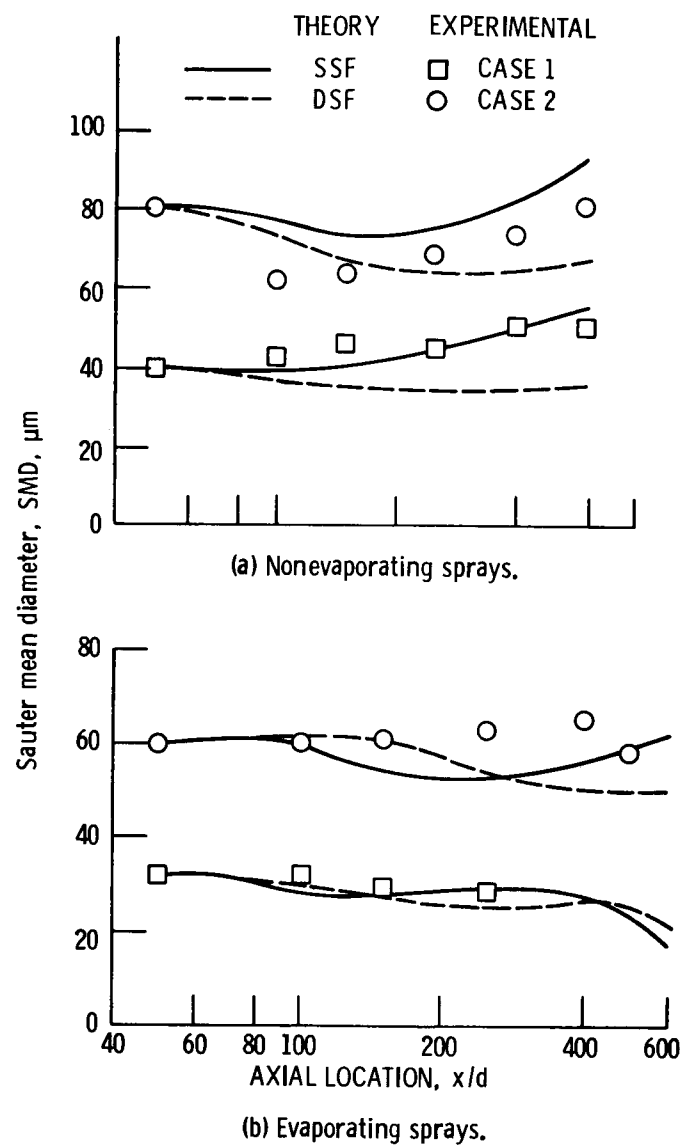 THEORY EXPERIMENTAL
SSF CASE 1
DSF CASE 2
100
80
60
40
20
0
(a) Nonevaporating sprays.
Sauter mean diameter, SMD, μm
80
60
40
20
0
40 60 80 100 200 400 600
AXIAL LOCATION, x/d
(b) Evaporating sprays.